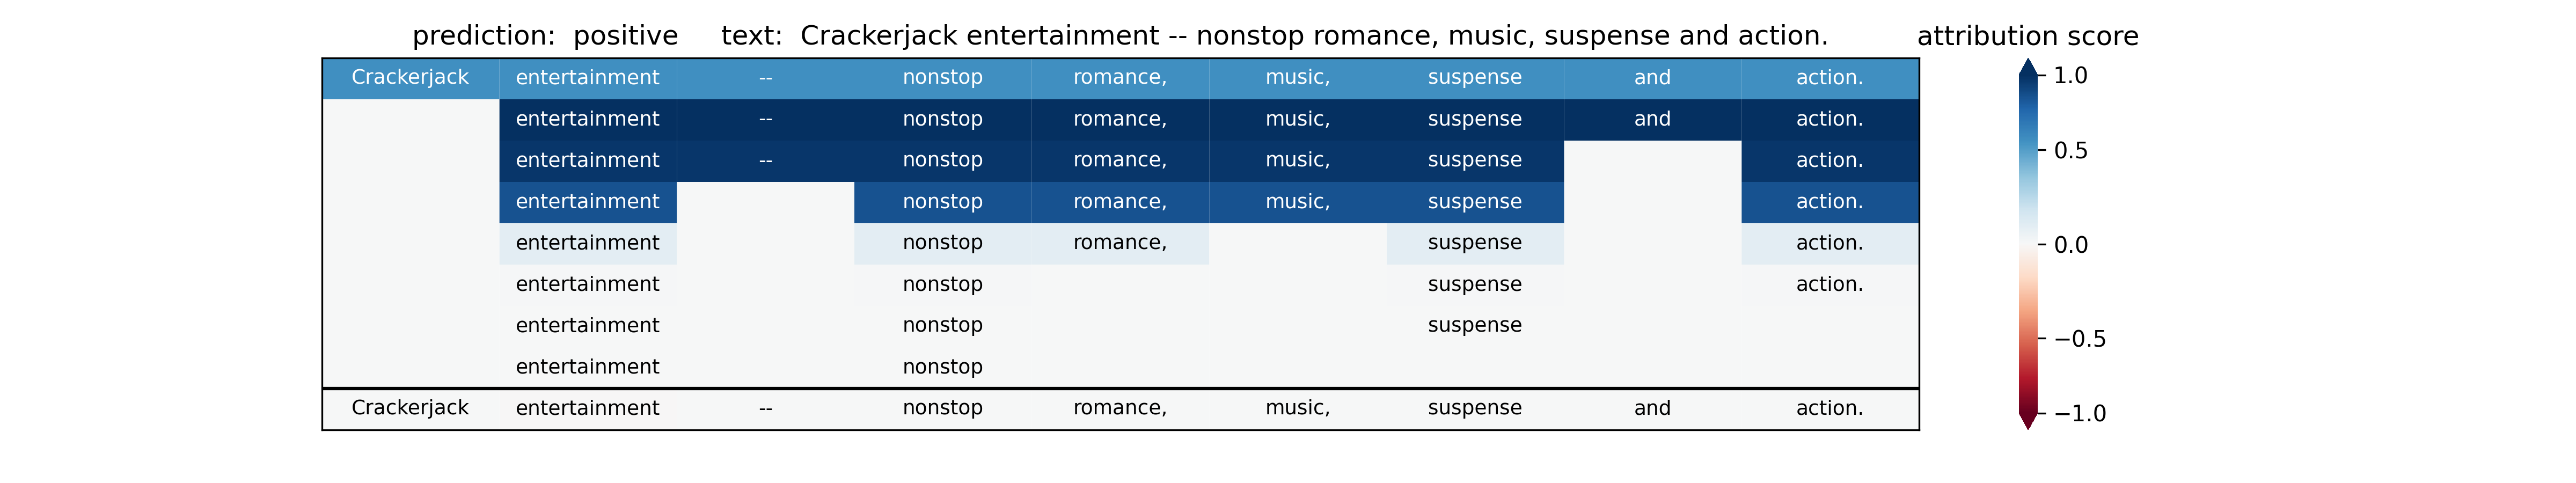 prediction: positive text: Crackerjack entertainment -- nonstop romance, music, suspense and action. attribution score
Crackerjack entertainment -- nonstop romance, music, suspense and action.
entertainment -- nonstop romance, music, suspense and action.
entertainment -- nonstop romance, music, suspense action.
entertainment nonstop romance, music, suspense action.
entertainment nonstop romance, suspense action.
entertainment nonstop suspense action.
entertainment nonstop suspense
entertainment nonstop
Crackerjack entertainment -- nonstop romance, music, suspense and action.
1.0
0.5
0.0
−0.5
−1.0